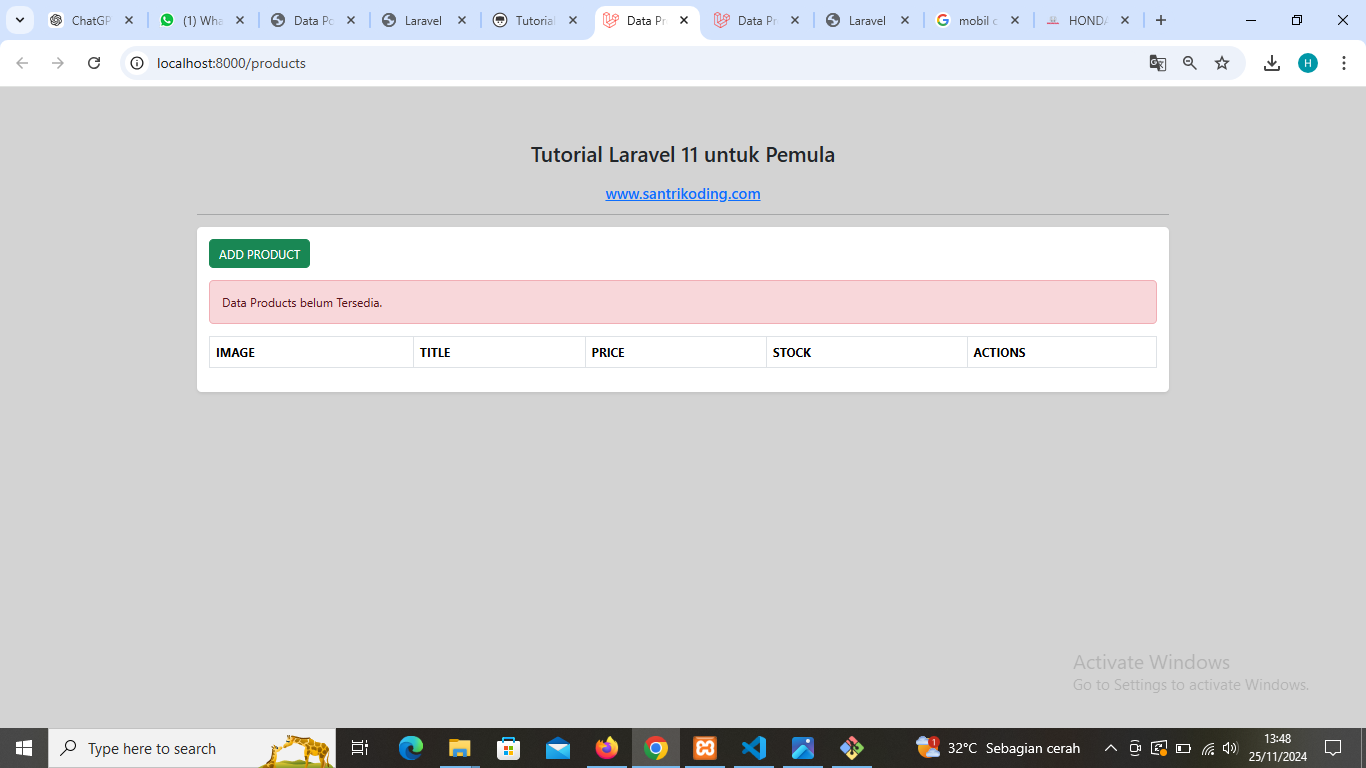 ChatGP
(1) Wha
Data Po
Laravel
Tutorial
Data Pr
Data Pr
Laravel
mobil c
HONDA
localhost:8000/products
H
Tutorial Laravel 11 untuk Pemula
www.santrikoding.com
ADD PRODUCT
Data Products belum Tersedia.
IMAGE TITLE PRICE STOCK ACTIONS
Activate Windows
Go to Settings to activate Windows.
Type here to search
1
32°C Sebagian cerah
13:48
25/11/2024